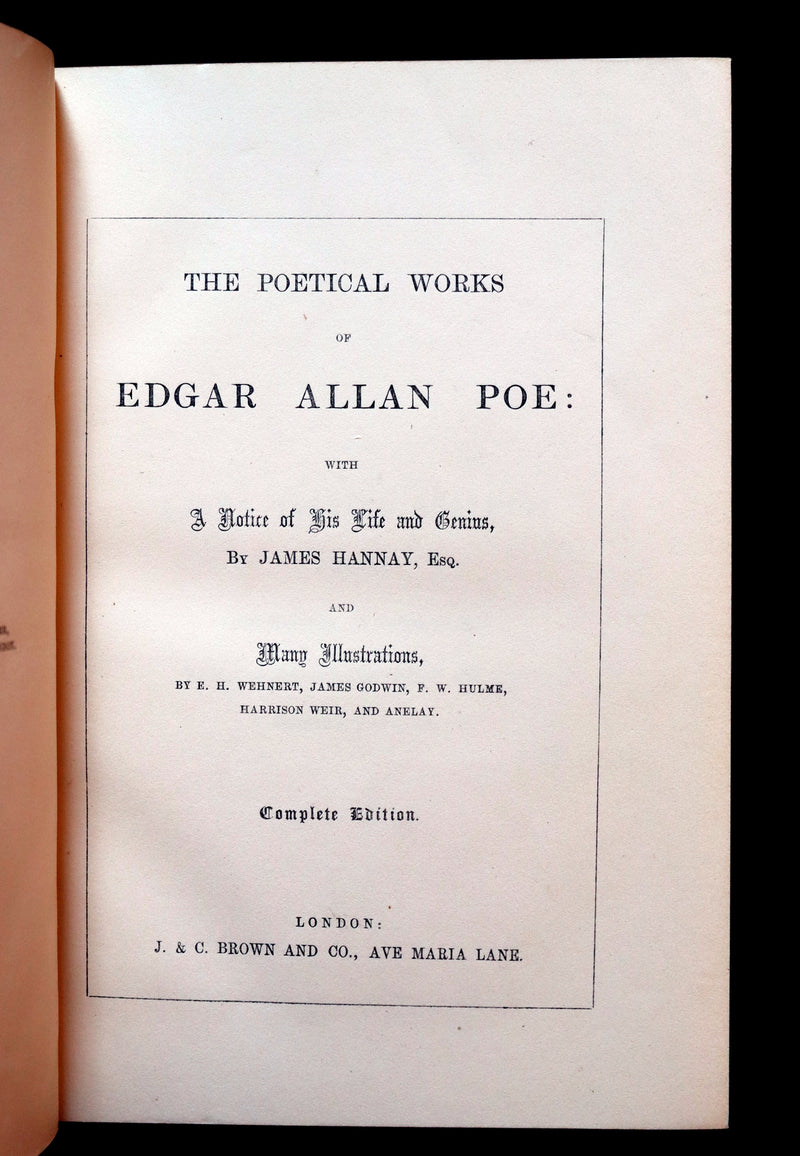 THE POETICAL WORKS
OF
EDGAR ALLAN POE:
WITH
A Notice of His Life and Genius,
BY JAMES HANNAY, ESQ.
AND
Many Illustrations,
BY E. H. WEHNERT, JAMES GODWIN, F. W. HULME,
HARRISON WEIR, AND ANELAY.
Complete Edition.
LONDON:
J. & C. BROWN AND CO., AVE MARIA LANE.